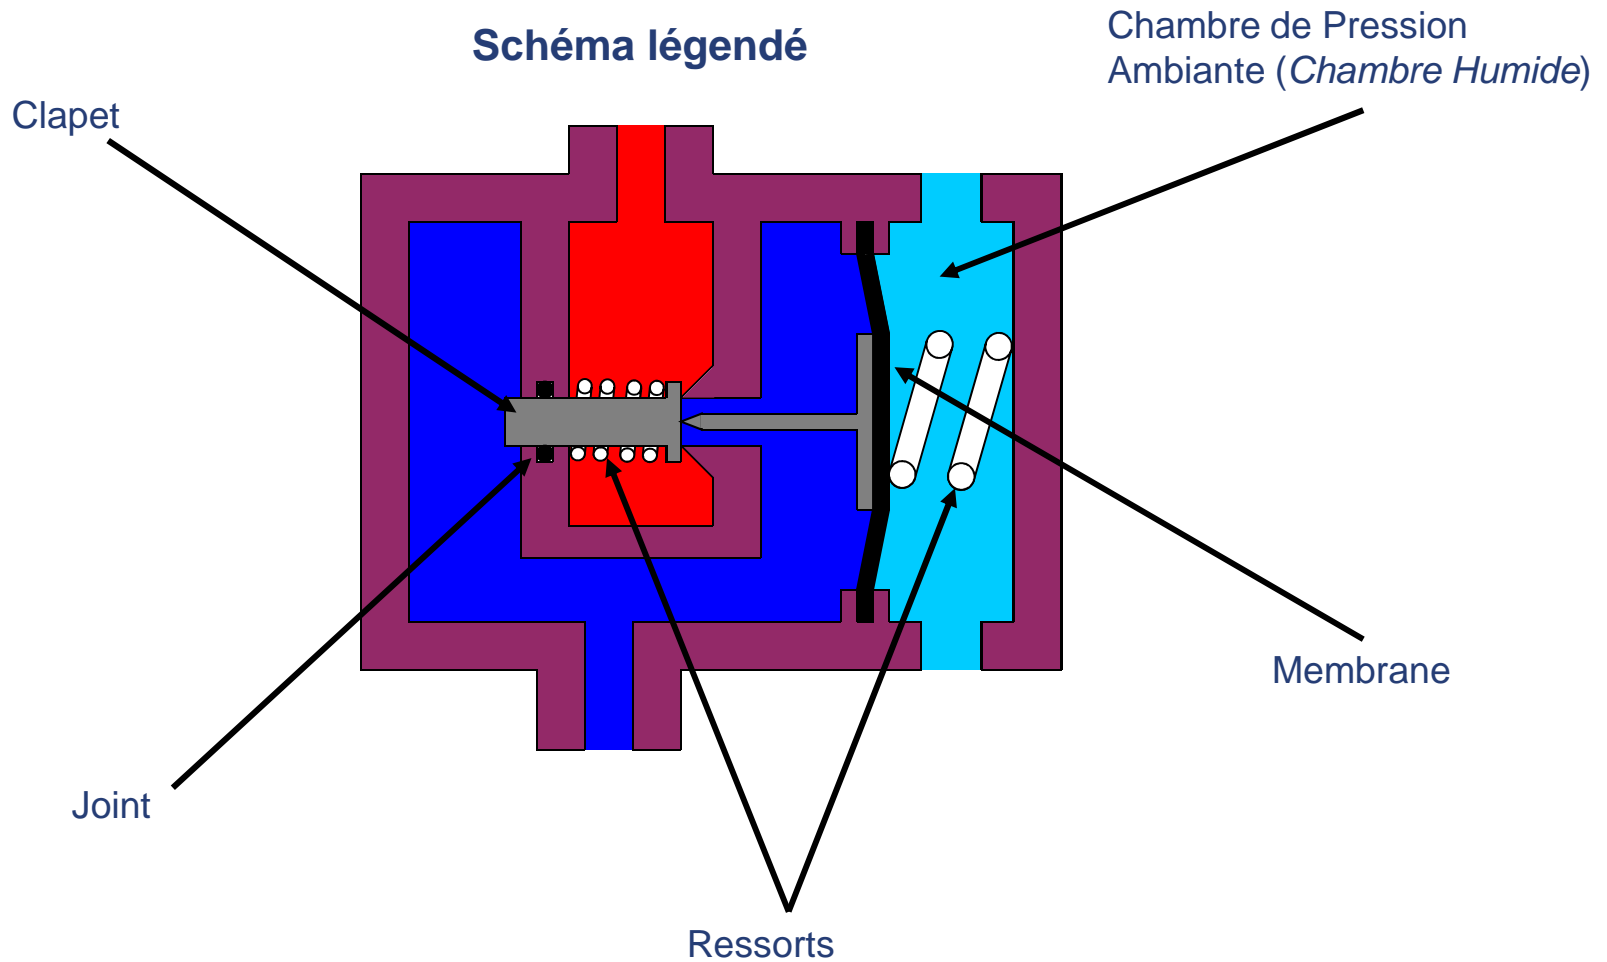 Schéma légendé
Chambre de Pression
Ambiante (Chambre Humide)
Clapet
Membrane
Joint
Ressorts